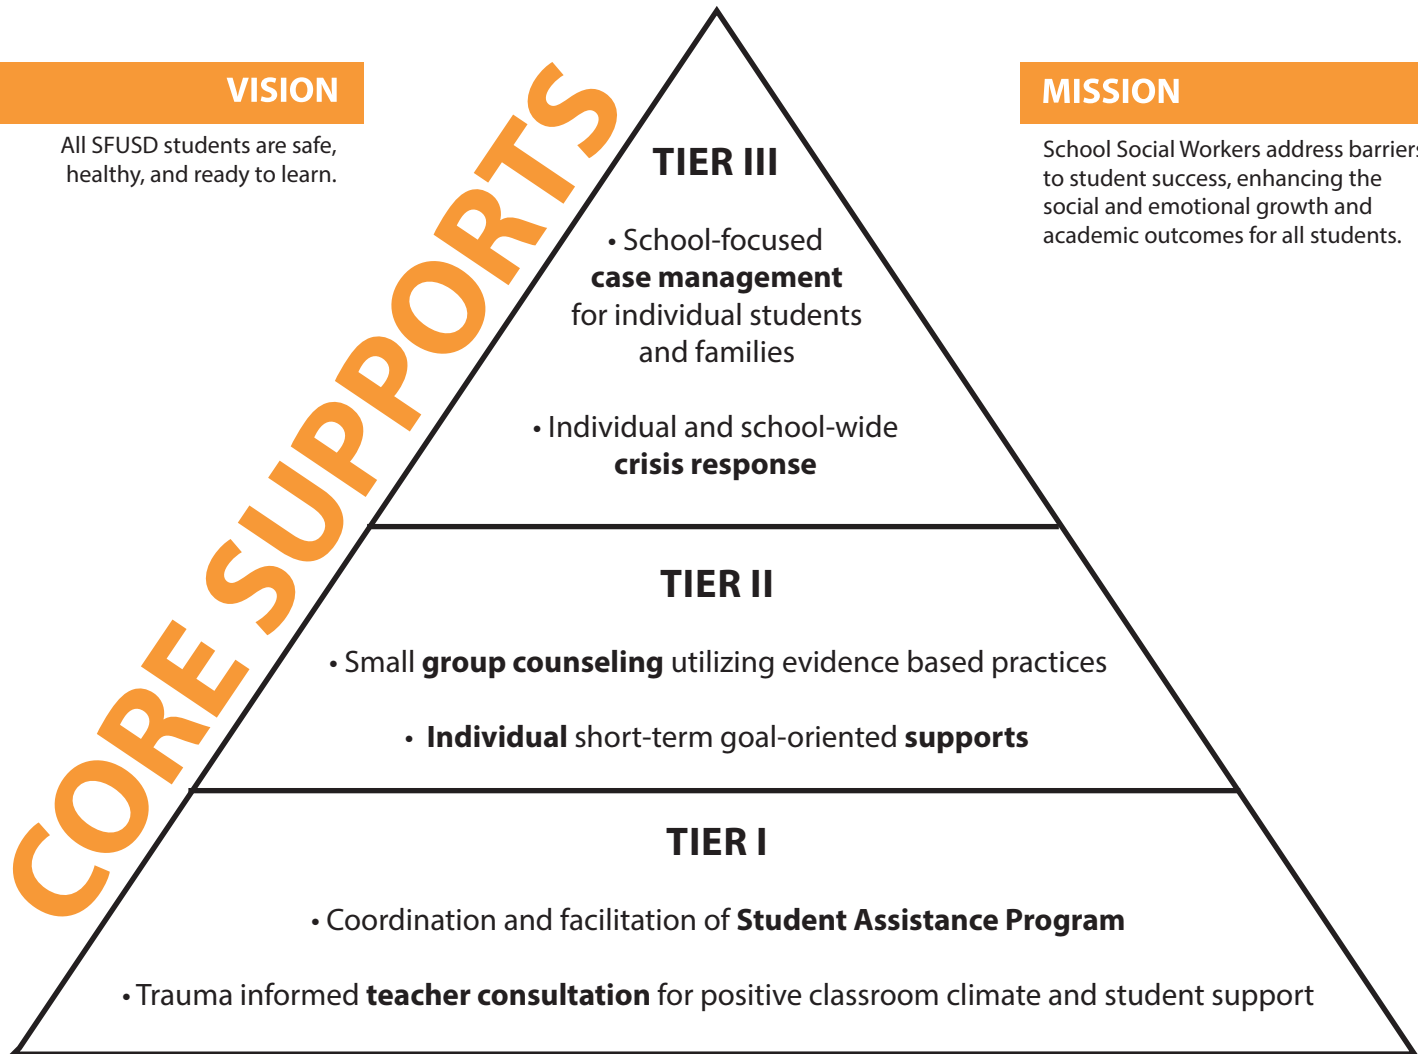 VISION
All SFUSD students are safe,
healthy, and ready to learn.
MISSION
School Social Workers address barriers
to student success, enhancing the
social and emotional growth and
academic outcomes for all students.
CORE SUPPORTS
TIER III
• School-focused
case management
for individual students
and families
• Individual and school-wide
crisis response
TIER II
• Small group counseling utilizing evidence based practices
• Individual short-term goal-oriented supports
TIER I
• Coordination and facilitation of Student Assistance Program
• Trauma informed teacher consultation for positive classroom climate and student support